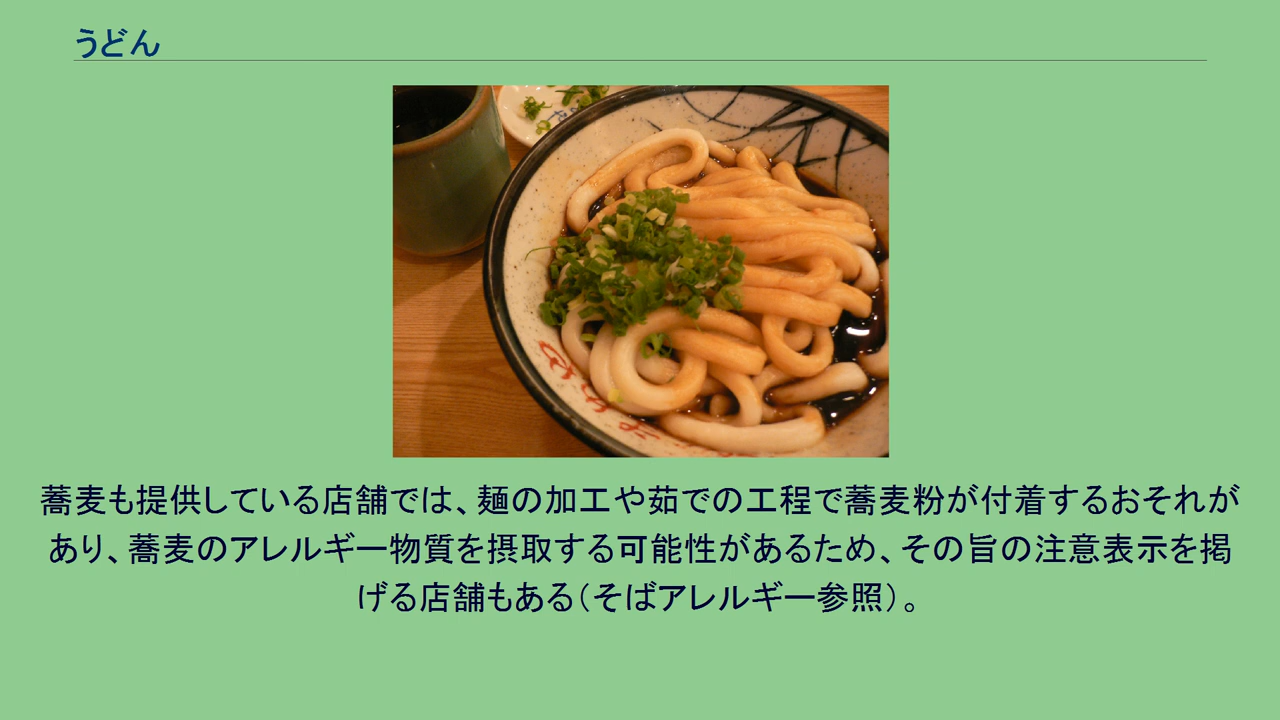 うどん
蕎麦も提供している店舗では、麺の加工や茹での工程で蕎麦粉が付着するおそれが
あり、蕎麦のアレルギー物質を摂取する可能性があるため、その旨の注意表示を掲
げる店舗もある（そばアレルギー参照）。